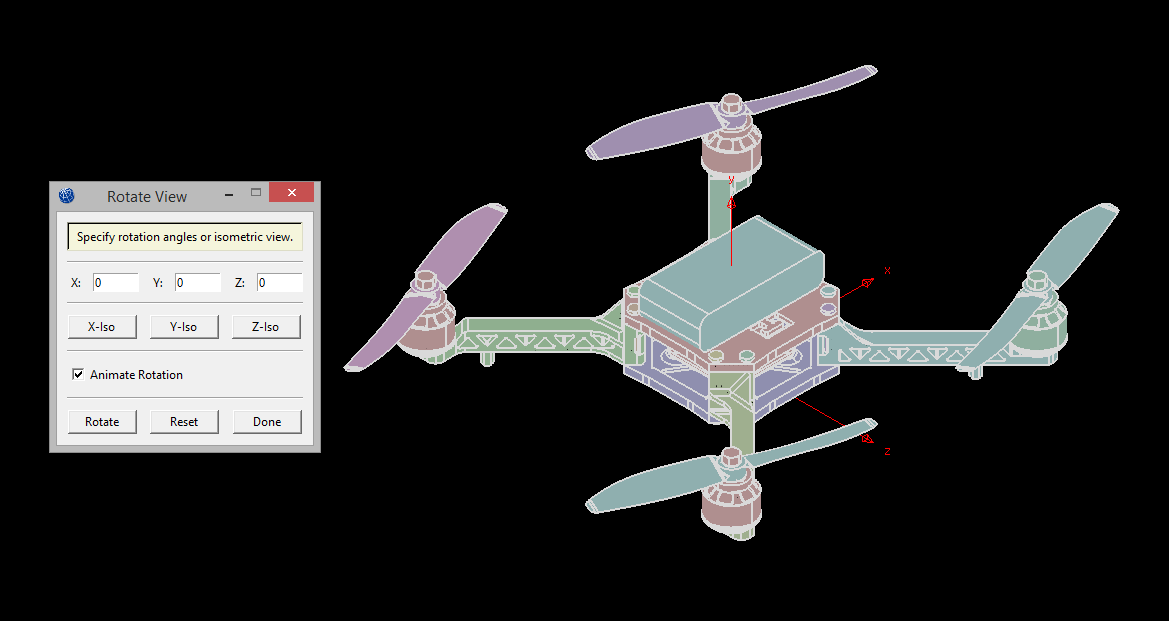 Rotate View
Specify rotation angles or isometric view.
X: 0 Y: 0 Z: 0
X-Iso Y-Iso Z-Iso
Animate Rotation
Rotate Reset Done
Y
X
Z